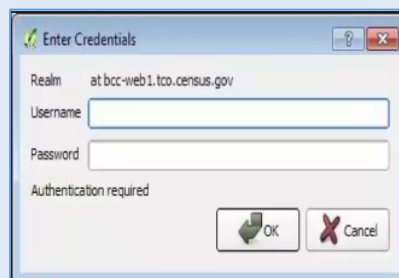 Enter Credentials
Realm at bcc-web1.tco.census.gov
Username
Password
Authentication required
OK Cancel